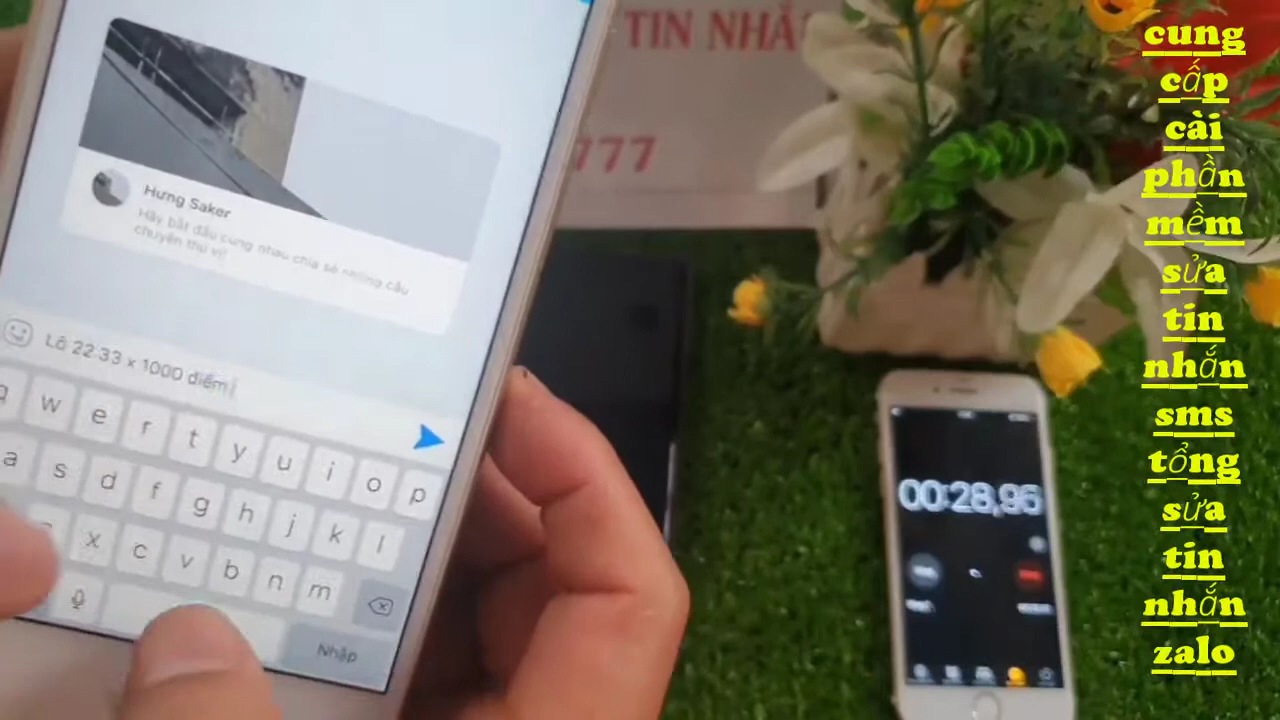 TIN NHẮ
777
Hưng Saker
Hãy bắt đầu cùng nhau chia sẻ những câu
chuyện thú vị!
Lô 22.33 x 1000 điểm
q w e r t y u i o p
a s d f g h j k l
x c v b n m
Nhập
00:28,95
cung
cấp
cài
phần
mềm
sửa
tin
nhắn
sms
tổng
sửa
tin
nhắn
zalo